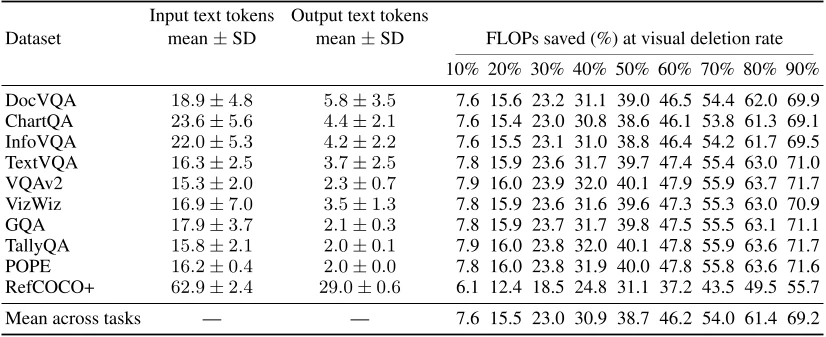 Input text tokens Output text tokens
Dataset mean ± SD mean ± SD FLOPs saved (%) at visual deletion rate
10% 20% 30% 40% 50% 60% 70% 80% 90%
DocVQA 18.9 ± 4.8 5.8 ± 3.5 7.6 15.6 23.2 31.1 39.0 46.5 54.4 62.0 69.9
ChartQA 23.6 ± 5.6 4.4 ± 2.1 7.6 15.4 23.0 30.8 38.6 46.1 53.8 61.3 69.1
InfoVQA 22.0 ± 5.3 4.2 ± 2.2 7.6 15.5 23.1 31.0 38.8 46.4 54.2 61.7 69.5
TextVQA 16.3 ± 2.5 3.7 ± 2.5 7.8 15.9 23.6 31.7 39.7 47.4 55.4 63.0 71.0
VQAv2 15.3 ± 2.0 2.3 ± 0.7 7.9 16.0 23.9 32.0 40.1 47.9 55.9 63.7 71.7
VizWiz 16.9 ± 7.0 3.5 ± 1.3 7.8 15.9 23.6 31.6 39.6 47.3 55.3 63.0 70.9
GQA 17.9 ± 3.7 2.1 ± 0.3 7.8 15.9 23.7 31.7 39.8 47.5 55.5 63.1 71.1
TallyQA 15.8 ± 2.1 2.0 ± 0.1 7.9 16.0 23.8 32.0 40.1 47.8 55.9 63.6 71.7
POPE 16.2 ± 0.4 2.0 ± 0.0 7.8 16.0 23.8 31.9 40.0 47.8 55.8 63.6 71.6
RefCOCO+ 62.9 ± 2.4 29.0 ± 0.6 6.1 12.4 18.5 24.8 31.1 37.2 43.5 49.5 55.7
Mean across tasks — — 7.6 15.5 23.0 30.9 38.7 46.2 54.0 61.4 69.2